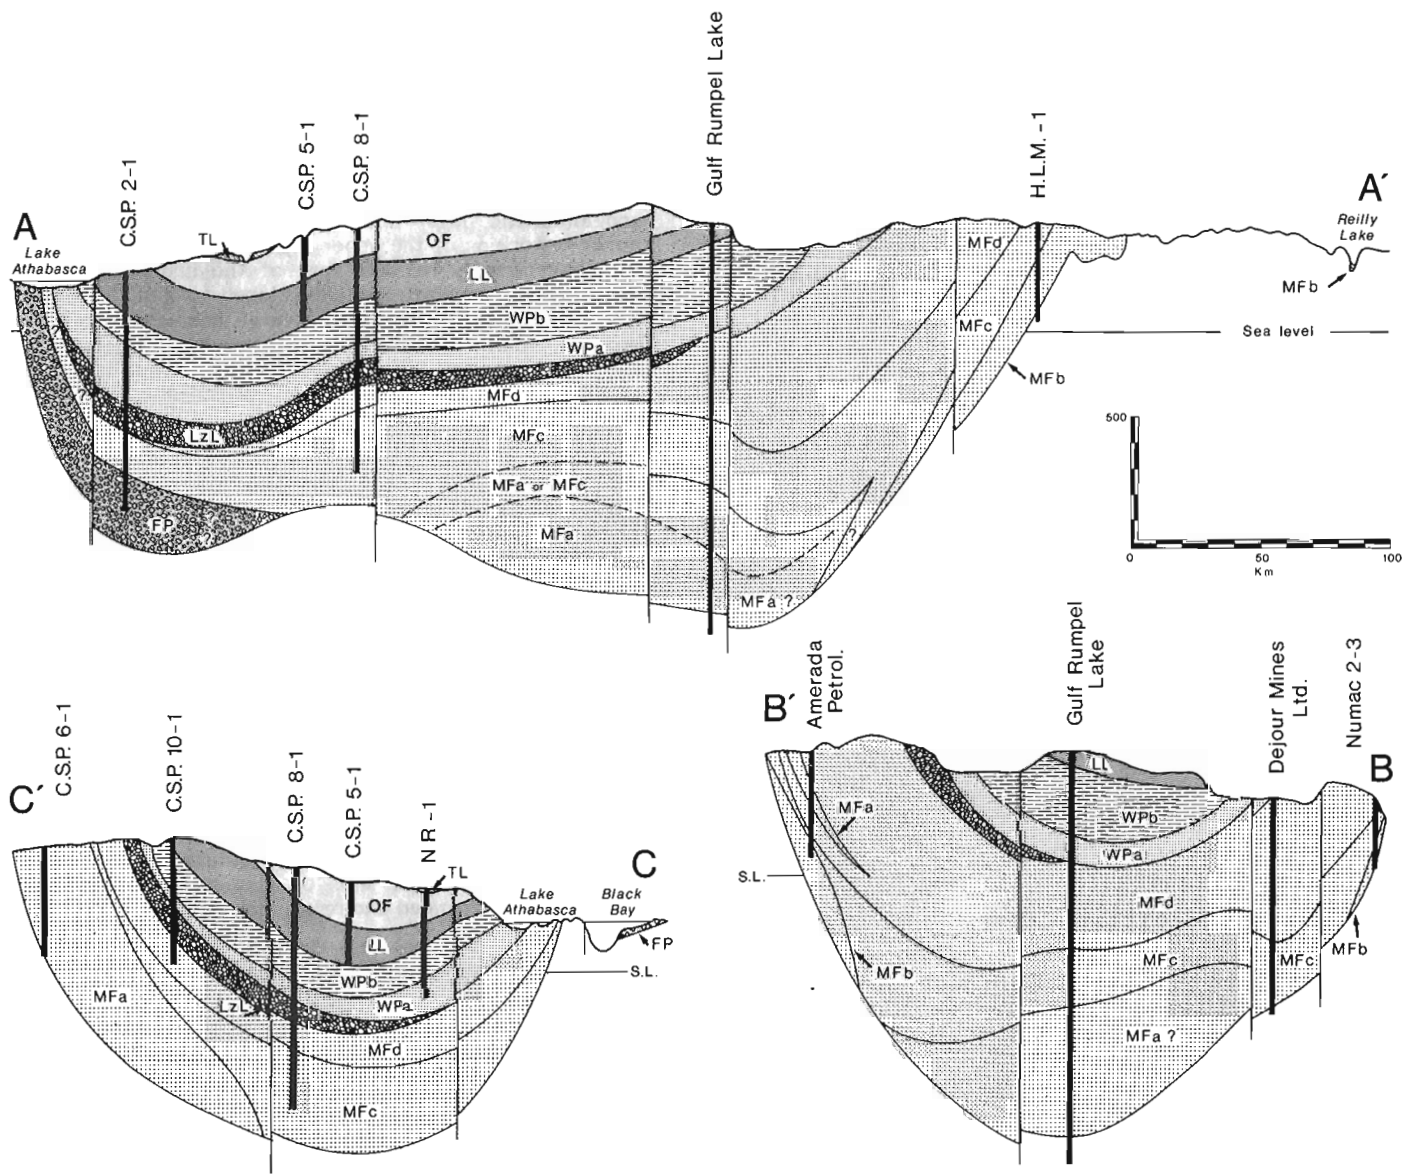 Gulf Rumpel Lake
C.S.P. 2-1
C.S.P. 5-1
C.S.P. 8-1
H.L.M. -1
A
A´
Lake
Athabasca
TL
OF
LL
WPb
WPa
LzL
MFd
MFc
MFa or MFc
MFa
FP
?
?
?
?
MFa ?
MFd
MFc
MFb
Reilly
Lake
MFb
Sea level
500
0
50
100
Km
C´
C.S.P. 6-1
C.S.P. 10-1
C.S.P. 8-1
C.S.P. 5-1
N R -1
TL
C
Lake
Athabasca
Black
Bay
FP
S.L.
OF
LL
WPb
WPa
LzL
MFa
MFd
MFc
B´
Amerada
Petrol.
Gulf Rumpel
Lake
Dejour Mines
Ltd.
Numac 2-3
B
LL
MFa
WPb
WPa
S.L.
MFd
MFb
MFc
MFc
MFb
MFa ?